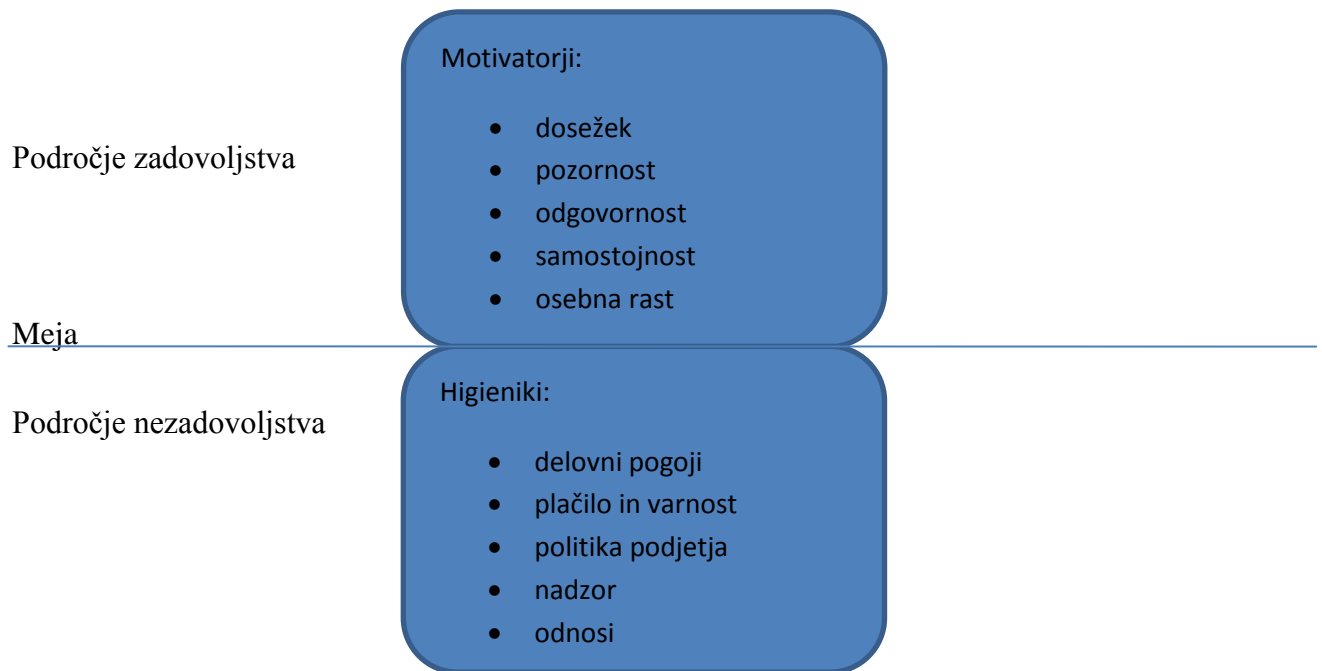 Motivatorji:
• dosežek
Področje zadovoljstva
• pozornost
• odgovornost
• samostojnost
• osebna rast
Meja
Higieniki:
Področje nezadovoljstva
• delovni pogoji
• plačilo in varnost
• politika podjetja
• nadzor
• odnosi